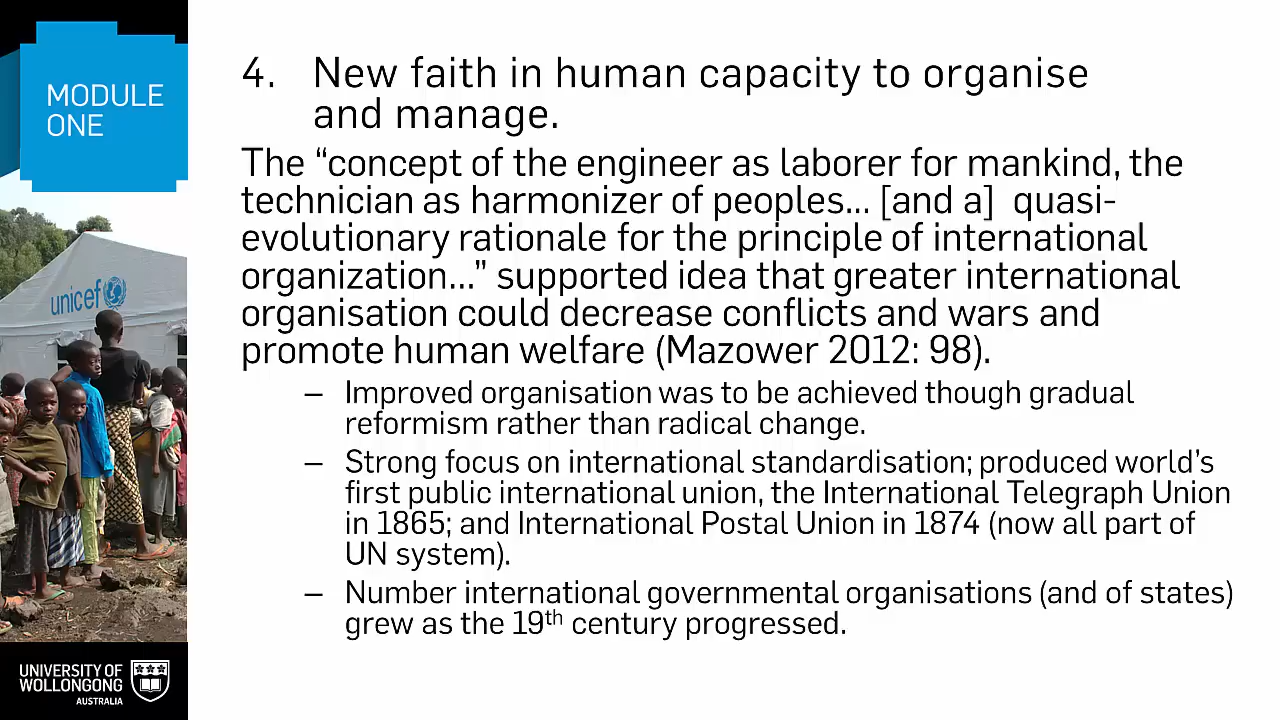 MODULE
ONE
4. New faith in human capacity to organise
and manage.
The “concept of the engineer as laborer for mankind, the
technician as harmonizer of peoples... [and a] quasi-
evolutionary rationale for the principle of international
organization...” supported idea that greater international
organisation could decrease conflicts and wars and
promote human welfare (Mazower 2012: 98).
– Improved organisation was to be achieved though gradual
reformism rather than radical change.
– Strong focus on international standardisation; produced world’s
first public international union, the International Telegraph Union
in 1865; and International Postal Union in 1874 (now all part of
UN system).
– Number international governmental organisations (and of states)
grew as the 19th century progressed.
unicef
UNIVERSITY OF
WOLLONGONG
AUSTRALIA